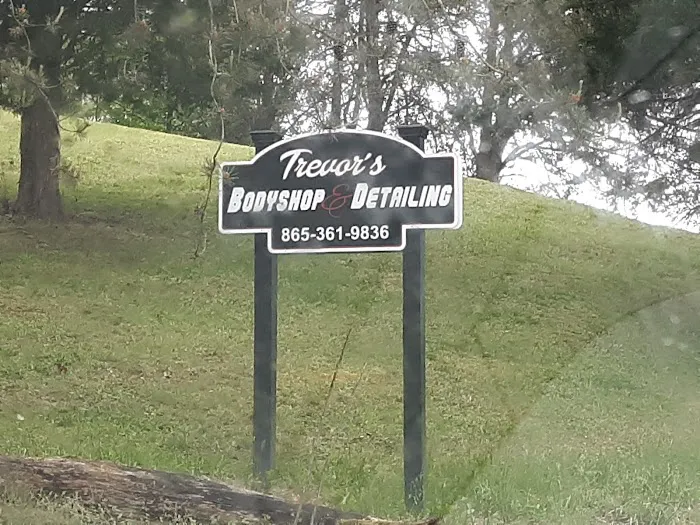 Trevor's
BODYSHOP & DETAILING
865-361-9836